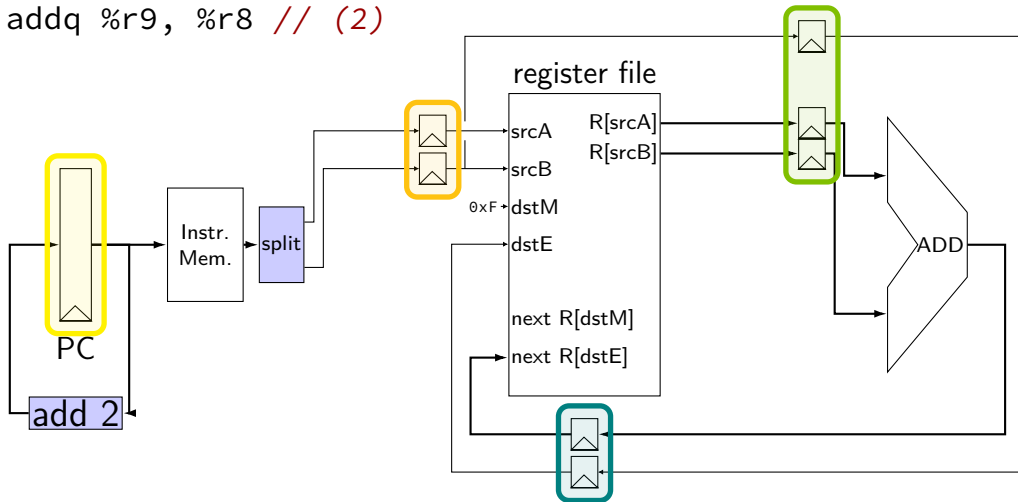 addq %r9, %r8 // (2)
register file
srcA
R[srcA]
srcB
R[srcB]
0xF
dstM
dstE
Instr.
Mem.
split
ADD
next R[dstM]
next R[dstE]
PC
add 2